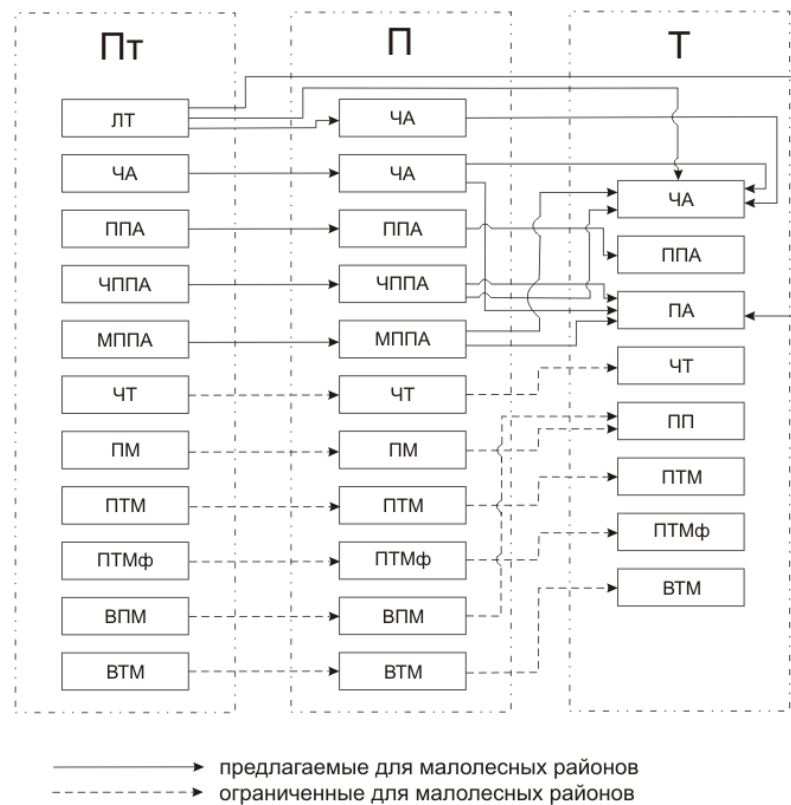 Пт
П
Т
ЛТ
ЧА
ЧА
ЧА
ППА
ЧППА
МППА
ЧТ
ПМ
ПТМ
ПТМф
ВПМ
ВТМ
ЧА
ППА
ЧППА
МППА
ЧТ
ПМ
ПТМ
ПТМф
ВПМ
ВТМ
ЧА
ППА
ПА
ЧТ
ПП
ПТМ
ПТМф
ВТМ
предлагаемые для малолесных районов
ограниченные для малолесных районов